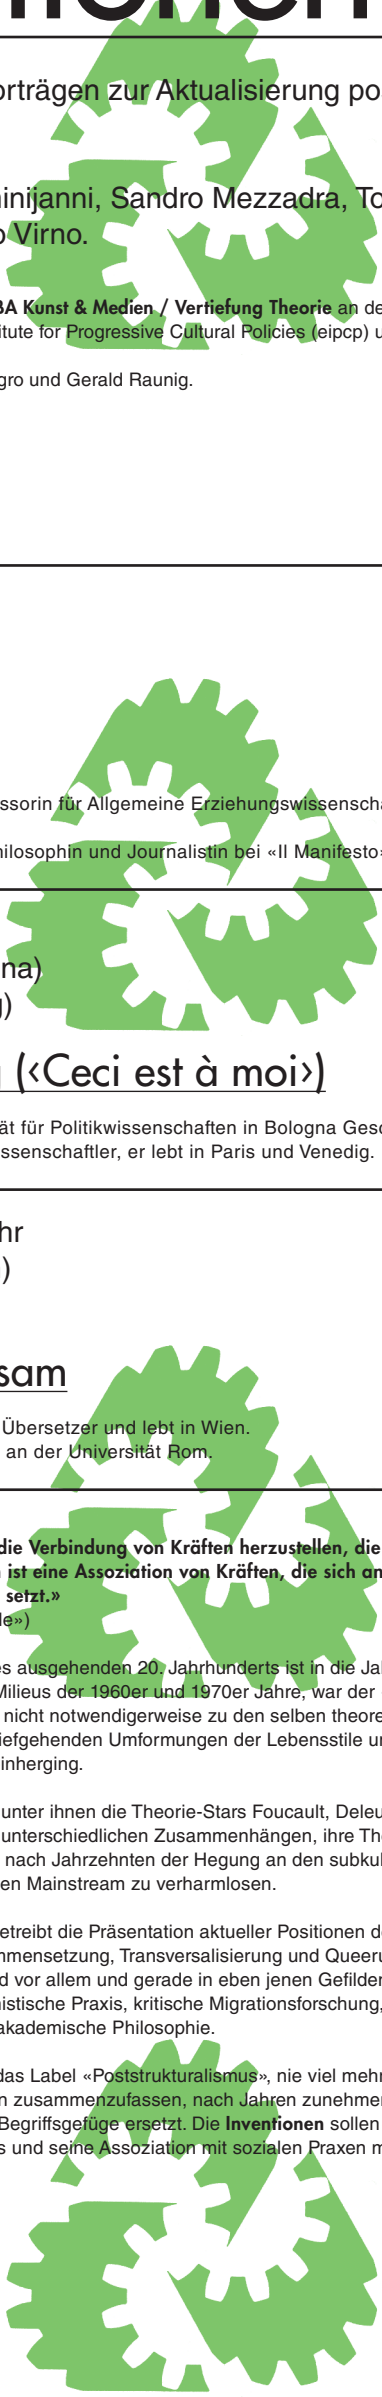 orträgen zur Aktualisierung po
inijanni, Sandro Mezzadra, To
o Virno.
BA Kunst & Medien / Vertiefung Theorie an de
itute for Progressive Cultural Policies (eipcp) u
gro und Gerald Raunig.
ssorin für Allgemeine Erziehungswissenscha
hilosophin und Journalistin bei «Il Manifesto»
na)
)
(‹Ceci est à moi›)
ät für Politikwissenschaften in Bologna Gesc
ssenschaftler, er lebt in Paris und Venedig.
hr
)
sam
Übersetzer und lebt in Wien.
an der Universität Rom.
die Verbindung von Kräften herzustellen, die
ist eine Assoziation von Kräften, die sich an
setzt.»
le»)
s ausgehenden 20. Jahrhunderts ist in die Jah
Milieus der 1960er und 1970er Jahre, war der
nicht notwendigerweise zu den selben theore
iefgehenden Umformungen der Lebensstile u
inherging.
unter ihnen die Theorie-Stars Foucault, Deleu
unterschiedlichen Zusammenhängen, ihre Th
nach Jahrzehnten der Hegung an den subkul
en Mainstream zu verharmlosen.
etreibt die Präsentation aktueller Positionen d
mmensetzung, Transversalisierung und Queeru
d vor allem und gerade in eben jenen Gefilder
nistische Praxis, kritische Migrationsforschung,
akademische Philosophie.
das Label «Poststrukturalismus», nie viel mehr
n zusammenzufassen, nach Jahren zunehmer
Begriffsgefüge ersetzt. Die Inventionen sollen
s und seine Assoziation mit sozialen Praxen m